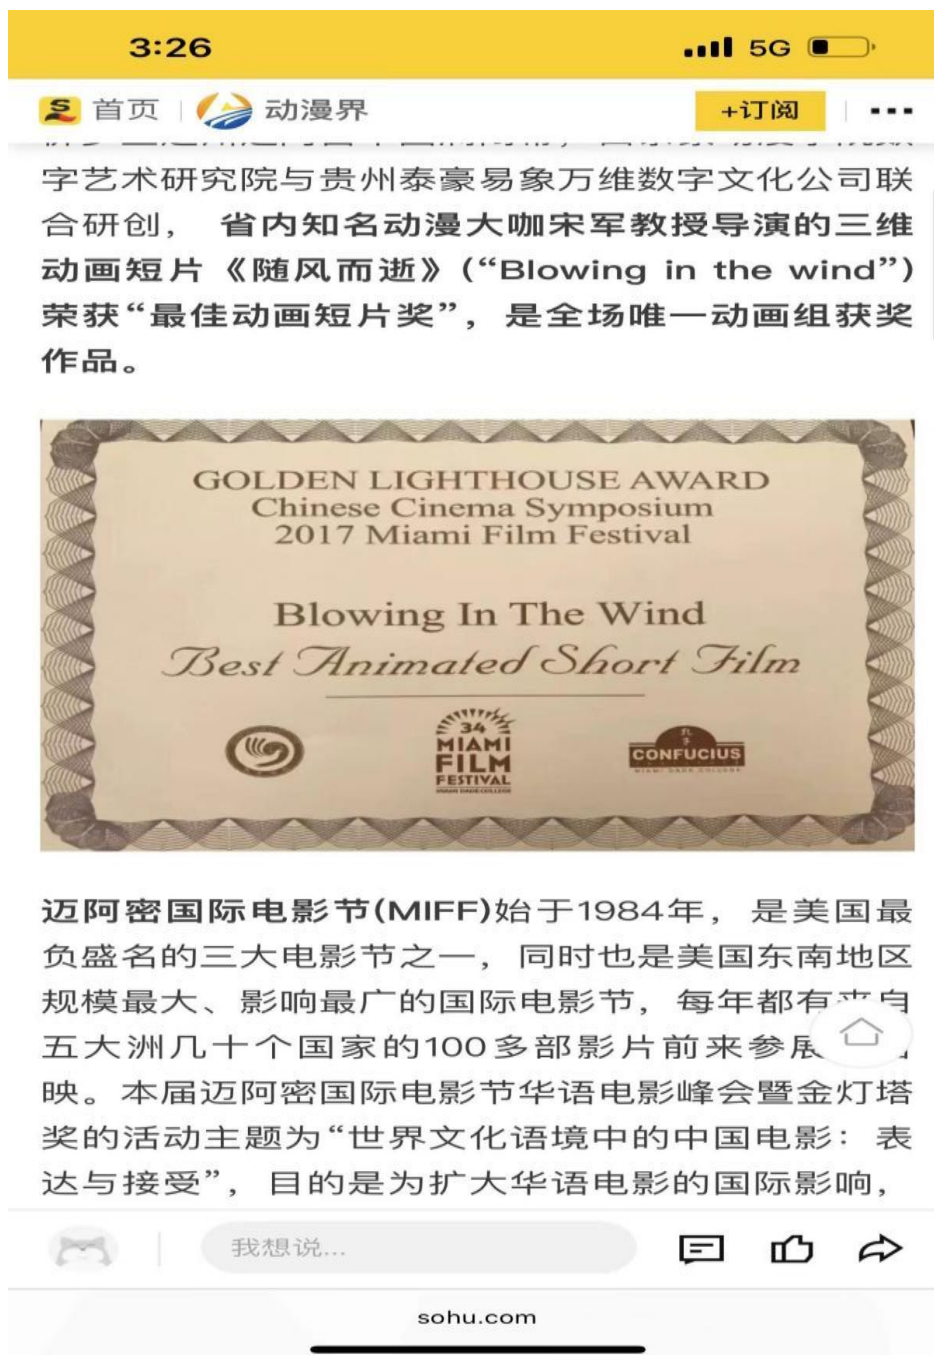 3:26
5G
首页
动漫界
+订阅
字艺术研究院与贵州泰豪易象万维数字文化公司联
合研创， 省内知名动漫大咖宋军教授导演的三维
动画短片《随风而逝》(“Blowing in the wind”)
荣获“最佳动画短片奖”，是全场唯一动画组获奖
作品。
GOLDEN LIGHTHOUSE AWARD
Chinese Cinema Symposium
2017 Miami Film Festival
Blowing In The Wind
Best Animated Short Film
34
MIAMI
FILM
FESTIVAL
MIAMI DADE COLLEGE
孔子
CONFUCIUS
MIAMI DADE COLLEGE
迈阿密国际电影节(MIFF)始于1984年，是美国最
负盛名的三大电影节之一，同时也是美国东南地区
规模最大、影响最广的国际电影节，每年都有来自
五大洲几十个国家的100多部影片前来参展
映。本届迈阿密国际电影节华语电影峰会暨金灯塔
奖的活动主题为“世界文化语境中的中国电影：表
达与接受”，目的是为扩大华语电影的国际影响，
我想说...
sohu.com